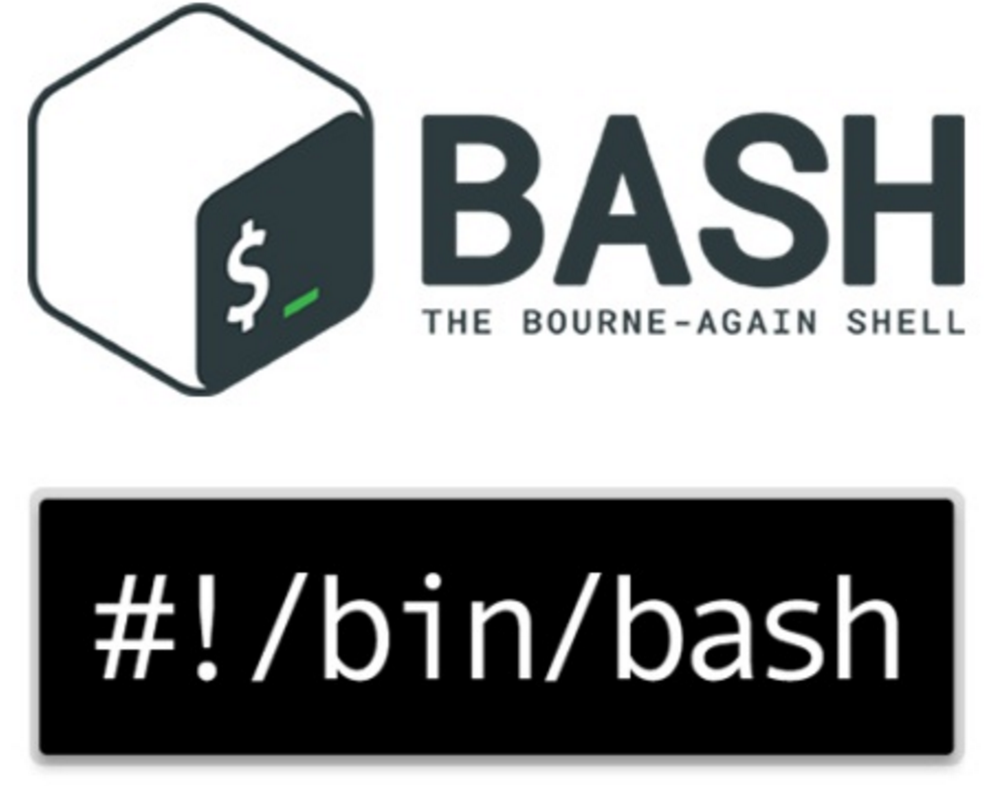 $_
BASH
THE BOURNE-AGAIN SHELL
#!/bin/bash